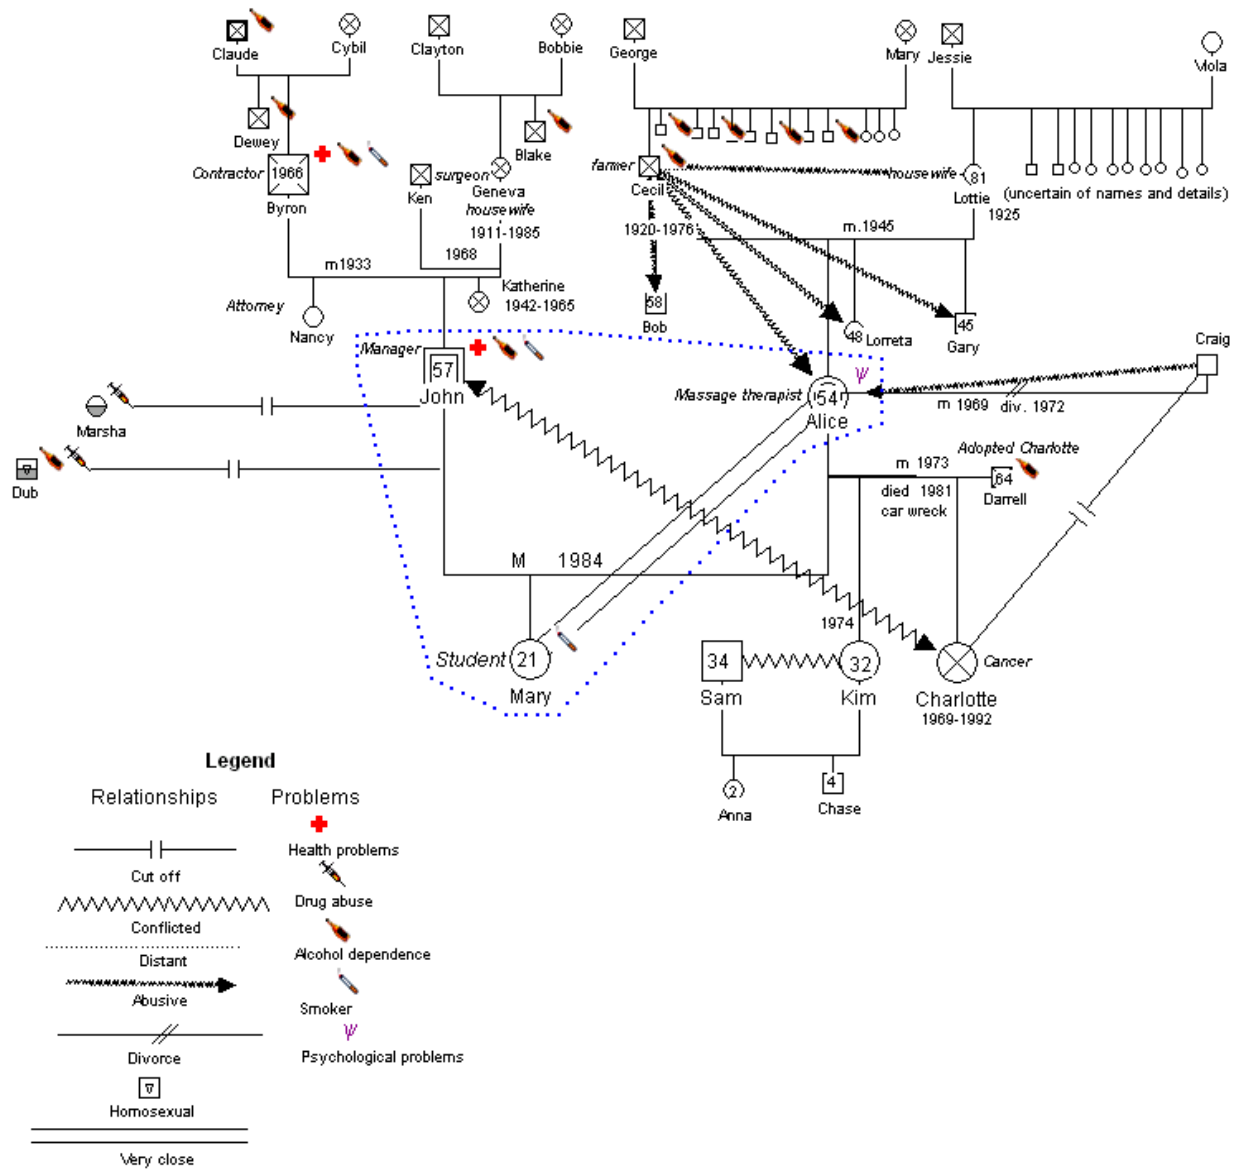 Claude
Cybil
Clayton
Bobbie
George
Mary
Jessie
Viola
Dewey
Blake
Contractor
1966
Byron
Ken
surgeon
Geneva
housewife
1911-1985
farmer
Cecil
1920-1976
housewife
81
Lottie
1925
(uncertain of names and details)
m1933
1968
m.1945
Attorney
Nancy
Katherine
1942-1965
58
Bob
48
Lorreta
45
Gary
Craig
Manager
57
John
Massage therapist
54
Alice
m 1969
div. 1972
Marsha
Dub
m 1973
died 1981
car wreck
Adopted Charlotte
64
Darrell
M 1984
1974
Student
21
Mary
34
Sam
32
Kim
Cancer
Charlotte
1969-1992
2
Anna
4
Chase
Legend
Relationships
Problems
Health problems
Cut off
Drug abuse
Conflicted
Alcohol dependence
Distant
Abusive
Smoker
Divorce
Psychological problems
Homosexual
Very close